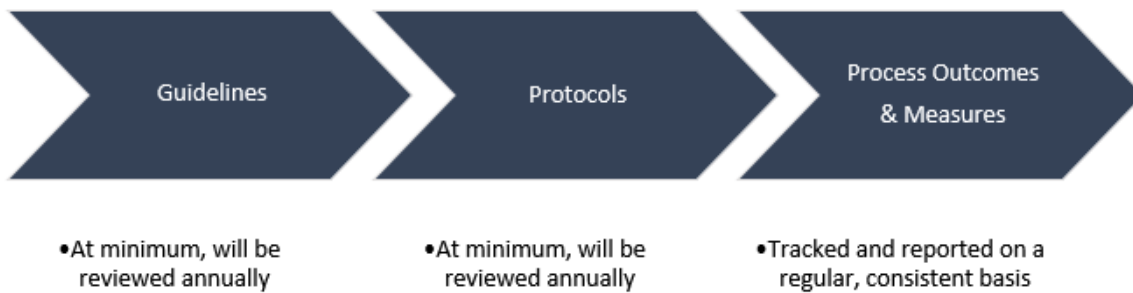 Guidelines
Protocols
Process Outcomes
& Measures
•At minimum, will be
reviewed annually
•At minimum, will be
reviewed annually
•Tracked and reported on a
regular, consistent basis